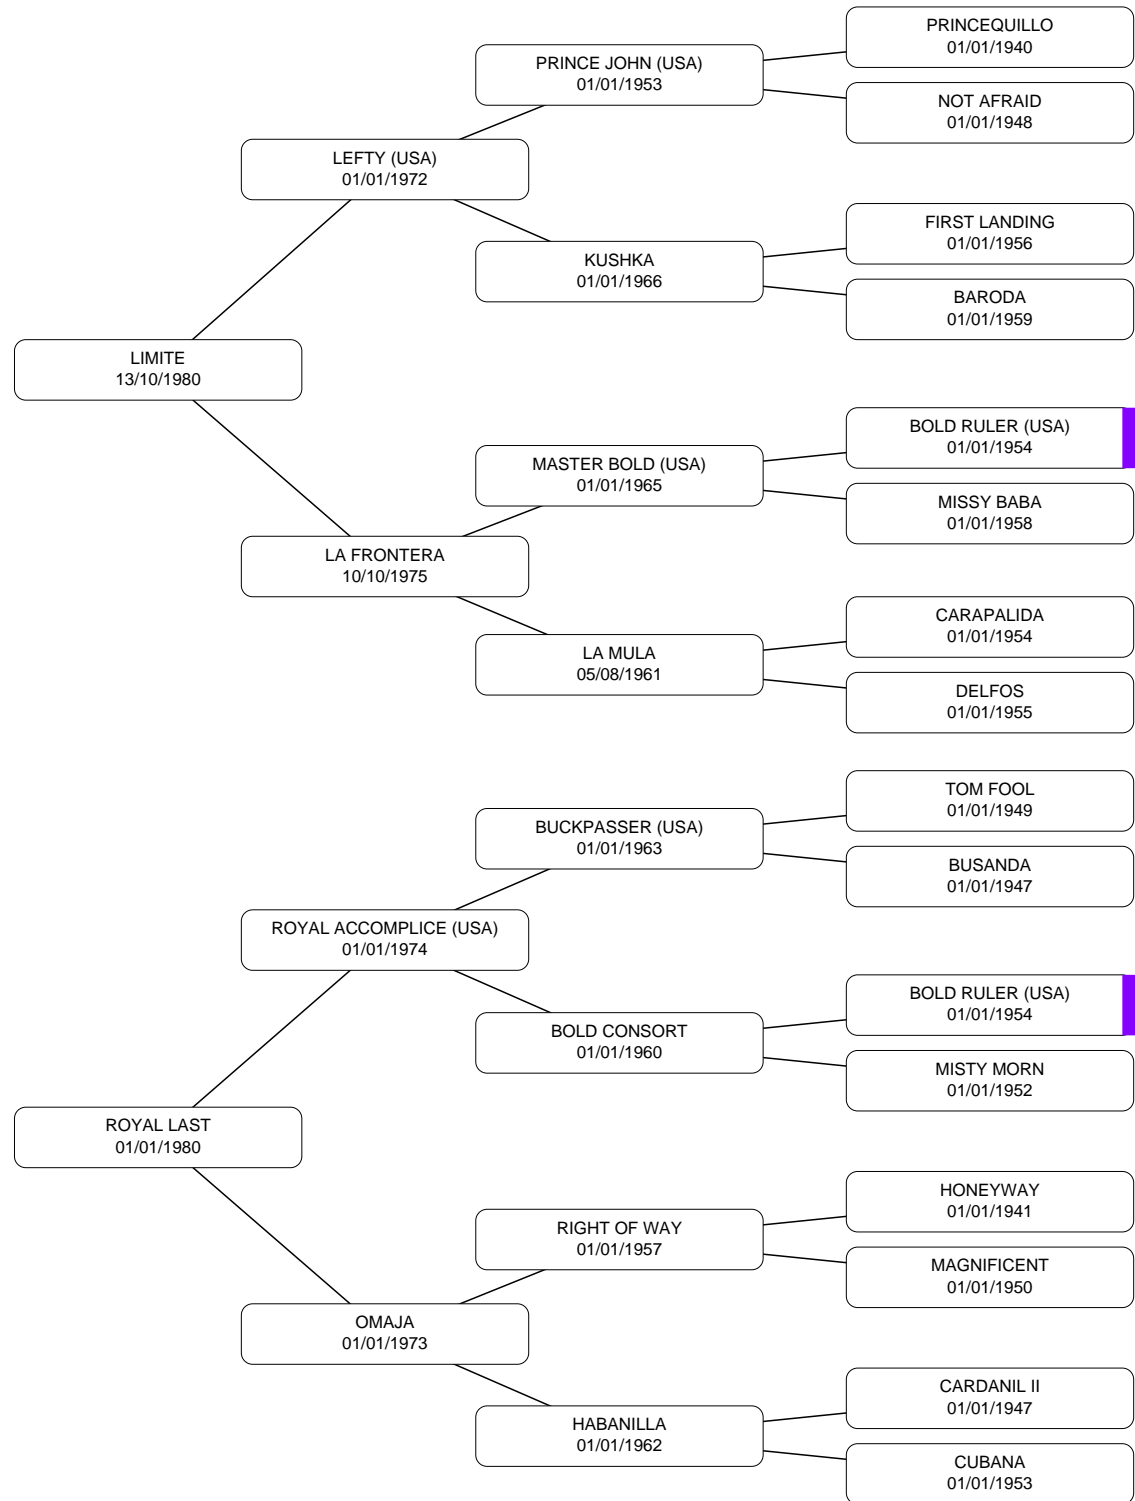 PRINCEQUILLO
01/01/1940
PRINCE JOHN (USA)
01/01/1953
NOT AFRAID
01/01/1948
LEFTY (USA)
01/01/1972
FIRST LANDING
01/01/1956
KUSHKA
01/01/1966
BARODA
01/01/1959
LIMITE
13/10/1980
BOLD RULER (USA)
01/01/1954
MASTER BOLD (USA)
01/01/1965
MISSY BABA
01/01/1958
LA FRONTERA
10/10/1975
CARAPALIDA
01/01/1954
LA MULA
05/08/1961
DELFOS
01/01/1955
TOM FOOL
01/01/1949
BUCKPASSER (USA)
01/01/1963
BUSANDA
01/01/1947
ROYAL ACCOMPLICE (USA)
01/01/1974
BOLD RULER (USA)
01/01/1954
BOLD CONSORT
01/01/1960
MISTY MORN
01/01/1952
ROYAL LAST
01/01/1980
HONEYWAY
01/01/1941
RIGHT OF WAY
01/01/1957
MAGNIFICENT
01/01/1950
OMAJA
01/01/1973
CARDANIL II
01/01/1947
HABANILLA
01/01/1962
CUBANA
01/01/1953